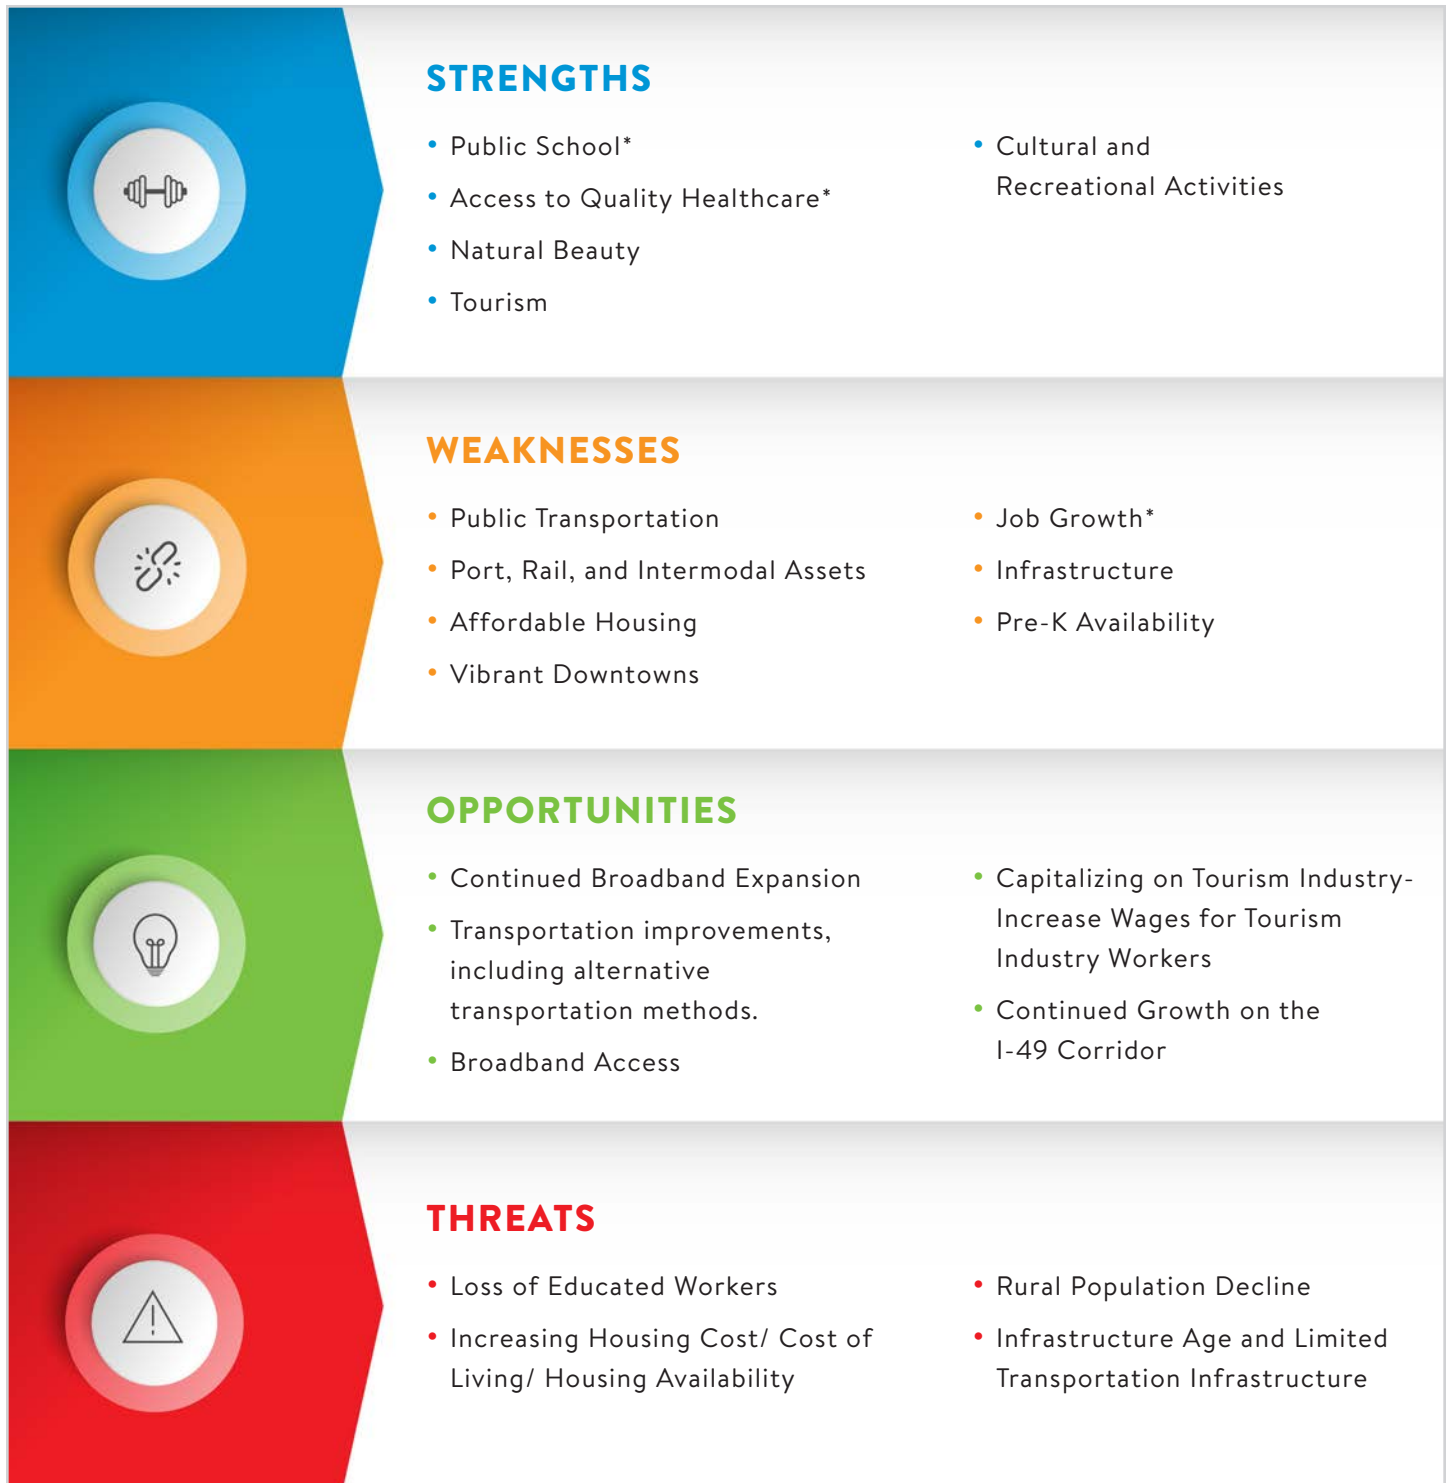 STRENGTHS
• Public School*
• Access to Quality Healthcare*
• Natural Beauty
• Tourism
• Cultural and
Recreational Activities
WEAKNESSES
• Public Transportation
• Port, Rail, and Intermodal Assets
• Affordable Housing
• Vibrant Downtowns
• Job Growth*
• Infrastructure
• Pre-K Availability
OPPORTUNITIES
• Continued Broadband Expansion
• Transportation improvements,
including alternative
transportation methods.
• Broadband Access
• Capitalizing on Tourism Industry-
Increase Wages for Tourism
Industry Workers
• Continued Growth on the
I-49 Corridor
THREATS
• Loss of Educated Workers
• Increasing Housing Cost/ Cost of
Living/ Housing Availability
• Rural Population Decline
• Infrastructure Age and Limited
Transportation Infrastructure